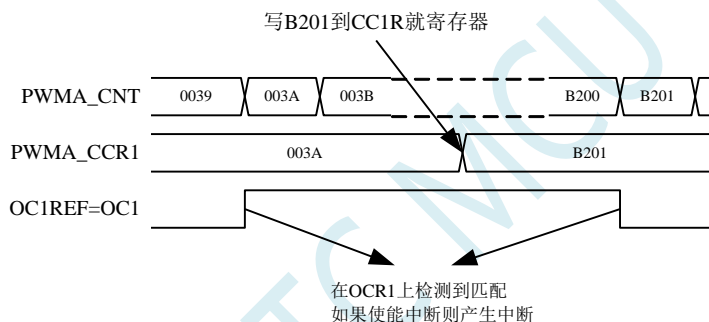 写B201到CC1R就寄存器
PWMA_CNT 0039 003A 003B B200 B201
PWMA_CCR1 003A B201
OC1REF=OC1
在OCR1上检测到匹配
如果使能中断则产生中断